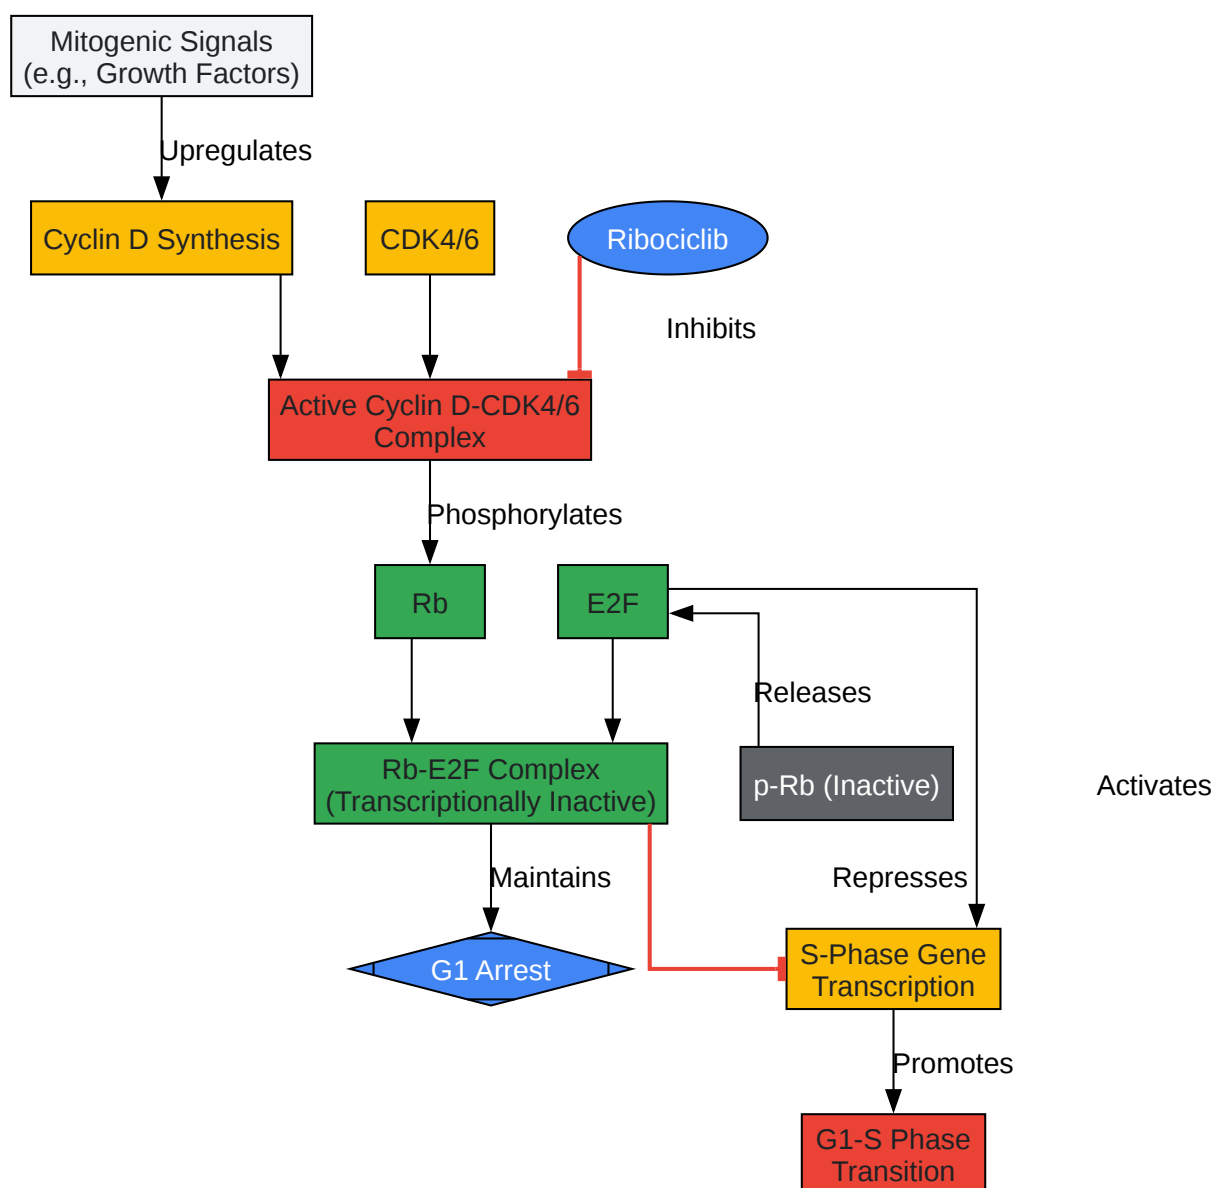 Mitogenic Signals
(e.g., Growth Factors)
Upregulates
Cyclin D Synthesis
CDK4/6
Ribociclib
Inhibits
Active Cyclin D-CDK4/6
Complex
Phosphorylates
Rb
E2F
Releases
Rb-E2F Complex
(Transcriptionally Inactive)
p-Rb (Inactive)
Activates
Maintains
Represses
G1 Arrest
S-Phase Gene
Transcription
Promotes
G1-S Phase
Transition